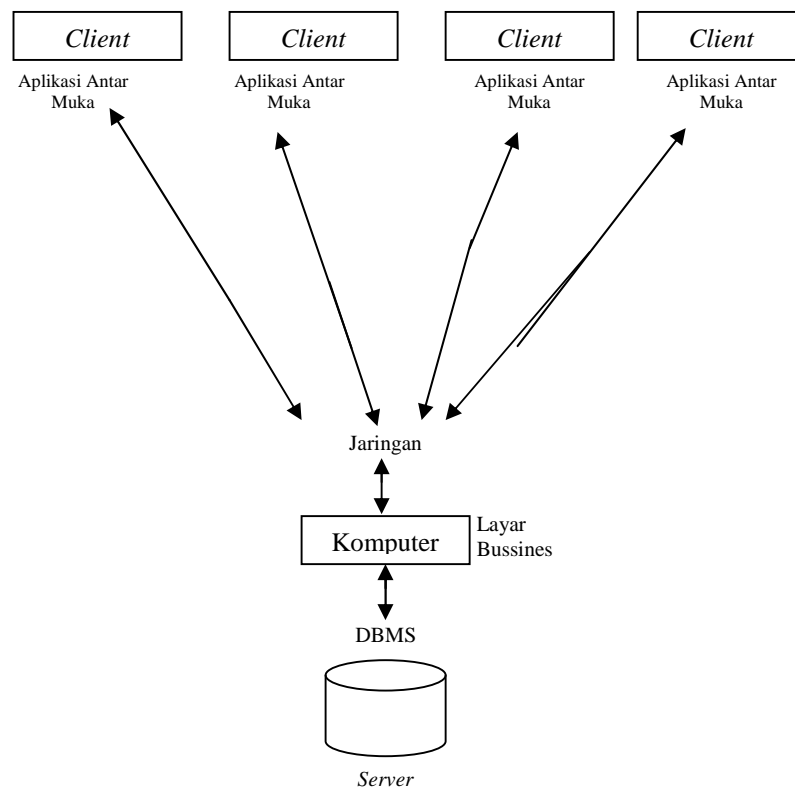 Client
Client
Client
Client
Aplikasi Antar
Muka
Aplikasi Antar
Muka
Aplikasi Antar
Muka
Aplikasi Antar
Muka
Jaringan
Komputer
Layar
Bussines
DBMS
Server